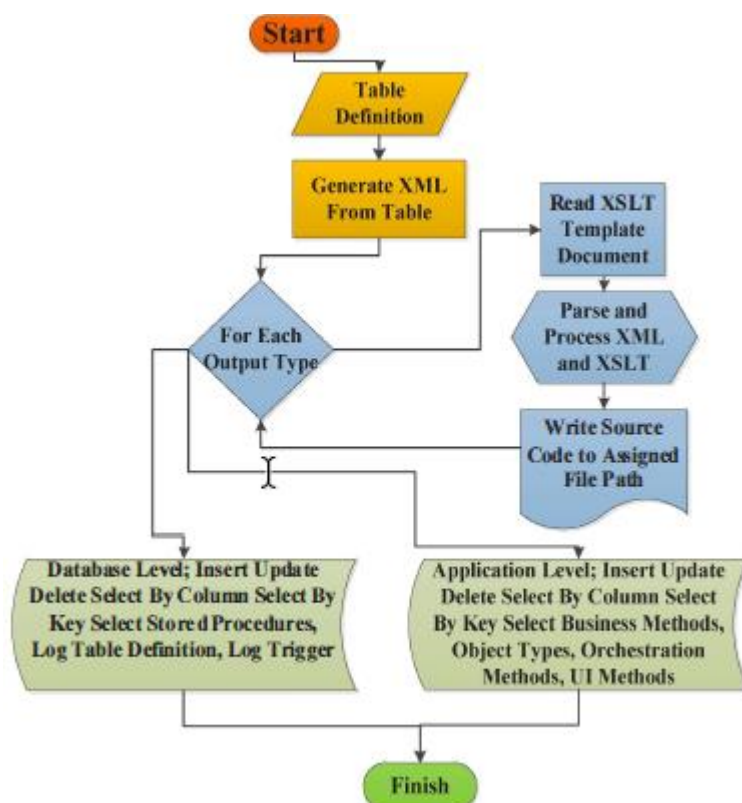 Start
Table
Definition
Generate XML
From Table
Read XSLT
Template
Document
For Each
Output Type
Parse and
Process XML
and XSLT
Write Source
Code to Assigned
File Path
Database Level; Insert Update
Delete Select By Column Select By
Key Select Stored Procedures,
Log Table Definition, Log Trigger
Application Level; Insert Update
Delete Select By Column Select
By Key Select Business Methods,
Object Types, Orchestration
Methods, UI Methods
Finish